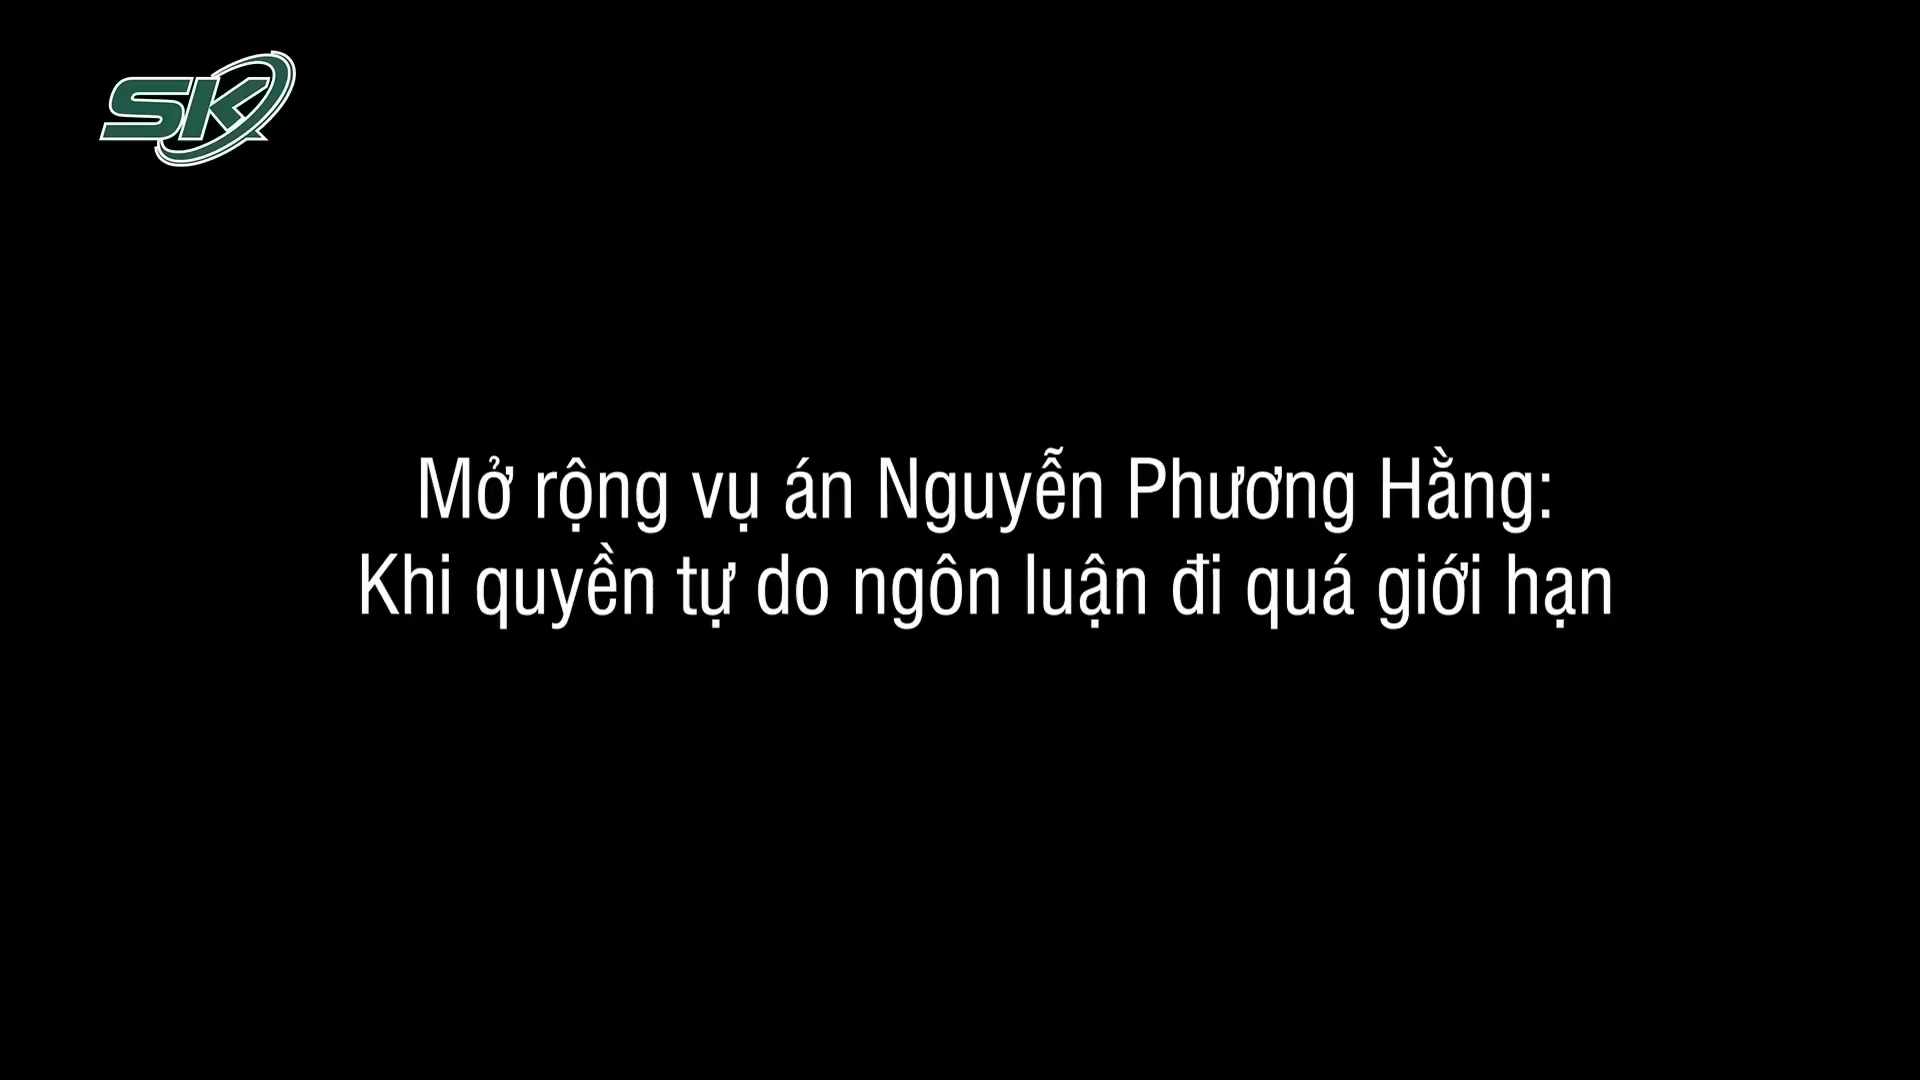 SK
Mở rộng vụ án Nguyễn Phương Hằng:
Khi quyền tự do ngôn luận đi quá giới hạn